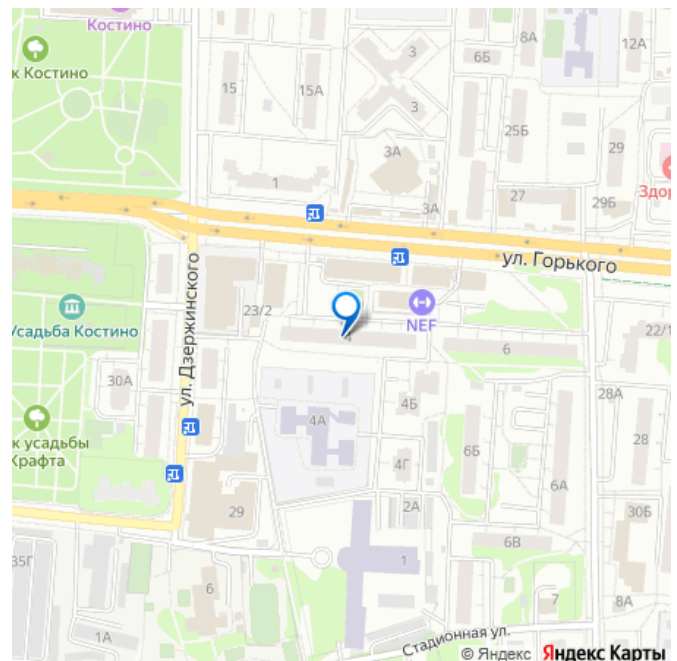 Костино
8А
6Б
3
12А
к Костино
15
15А
3
25Б
29
3А
1
27
Здор
3А
29Б
ул. Горького
ул. Дзержинского
23/2
NEF
Усадьба Костино
4
22/1
6
30А
28А
4Б
4А
к усадьбы
Крафта
6Б
28
4Г
6А
2А
29
30Б
6В
35Г
1
6
7
8А
1А
Стадионная ул.
© Яндекс Яндекс Карты